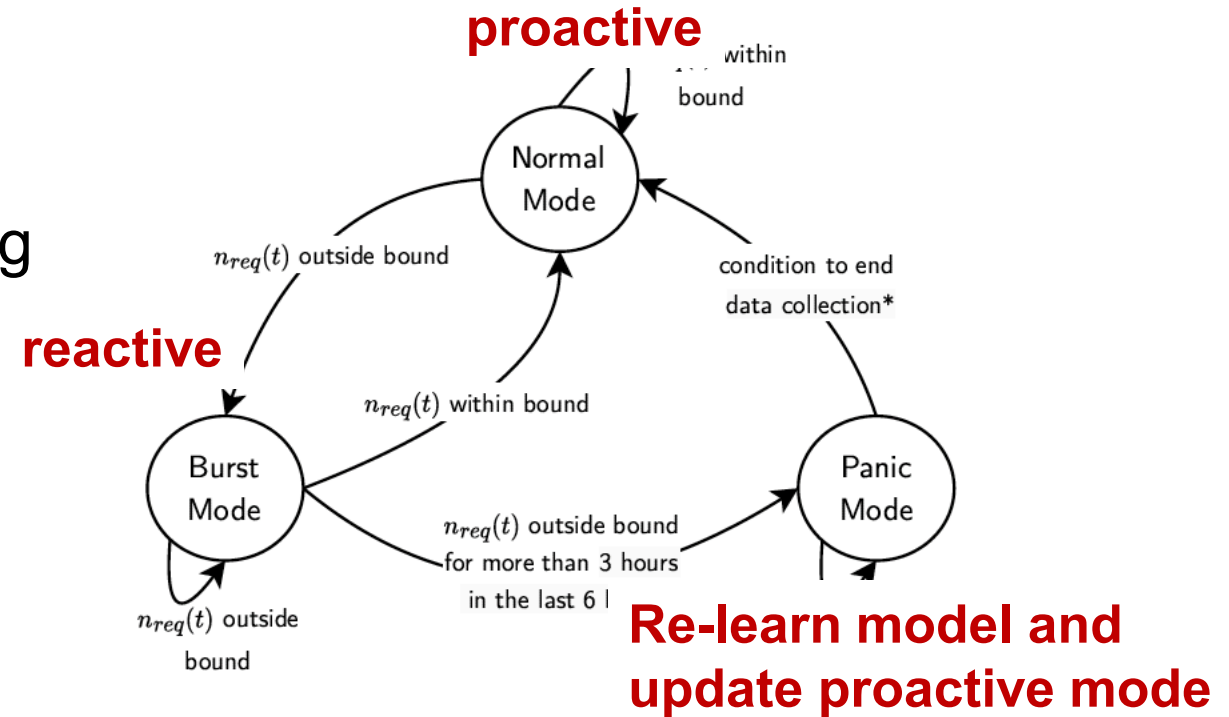 proactive
within
bound
Normal
Mode
g
n_req(t) outside bound
condition to end
data collection*
reactive
n_req(t) within bound
Burst
Mode
Panic
Mode
n_req(t) outside bound
for more than 3 hours
in the last 6
n_req(t) outside
bound
Re-learn model and
update proactive mode